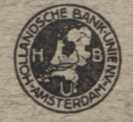 HOLLANDSCHE BANK-UNIE N.V.
AMSTERDAM
H B
U